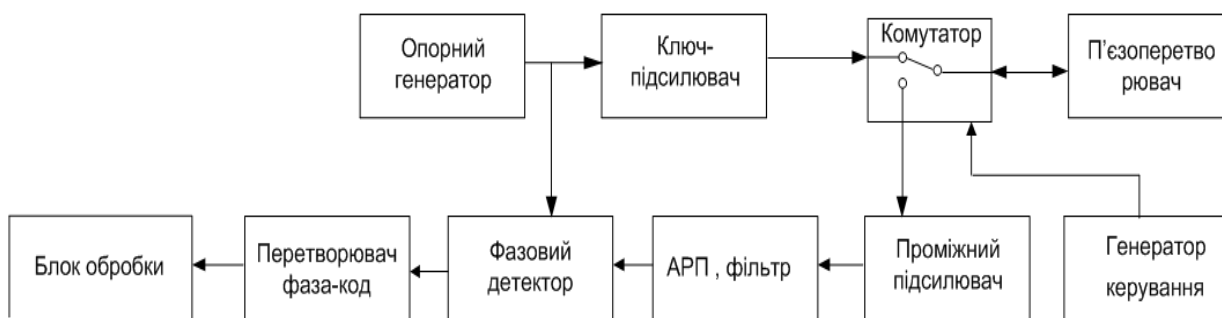 Опорний
генератор
Ключ-
підсилювач
Комутатор
П’єзоперетво
рювач
Блок обробки
Перетворювач
фаза-код
Фазовий
детектор
АРП , фільтр
Проміжний
підсилювач
Генератор
керування